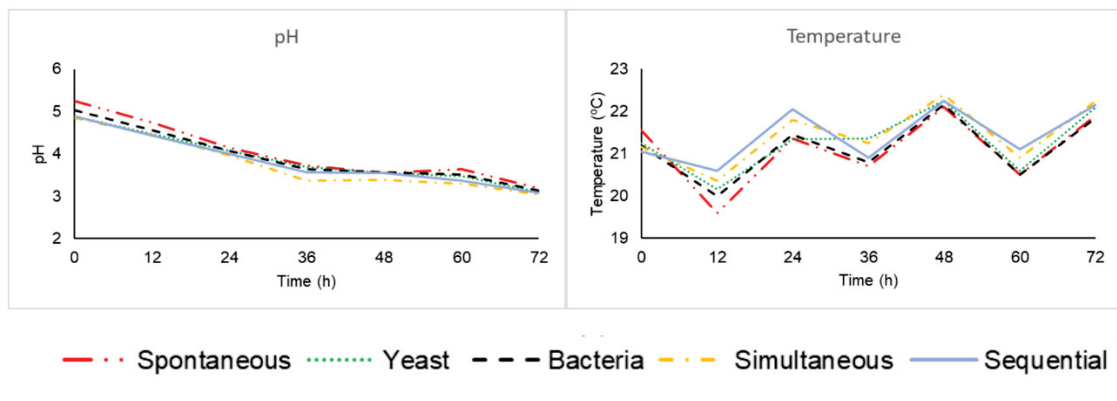 pH
6
5
4
3
2
pH
0 12 24 36 48 60 72
Time (h)
Temperature
23
22
21
20
19
Temperature (°C)
0 12 24 36 48 60 72
Time (h)
Spontaneous Yeast Bacteria Simultaneous Sequential